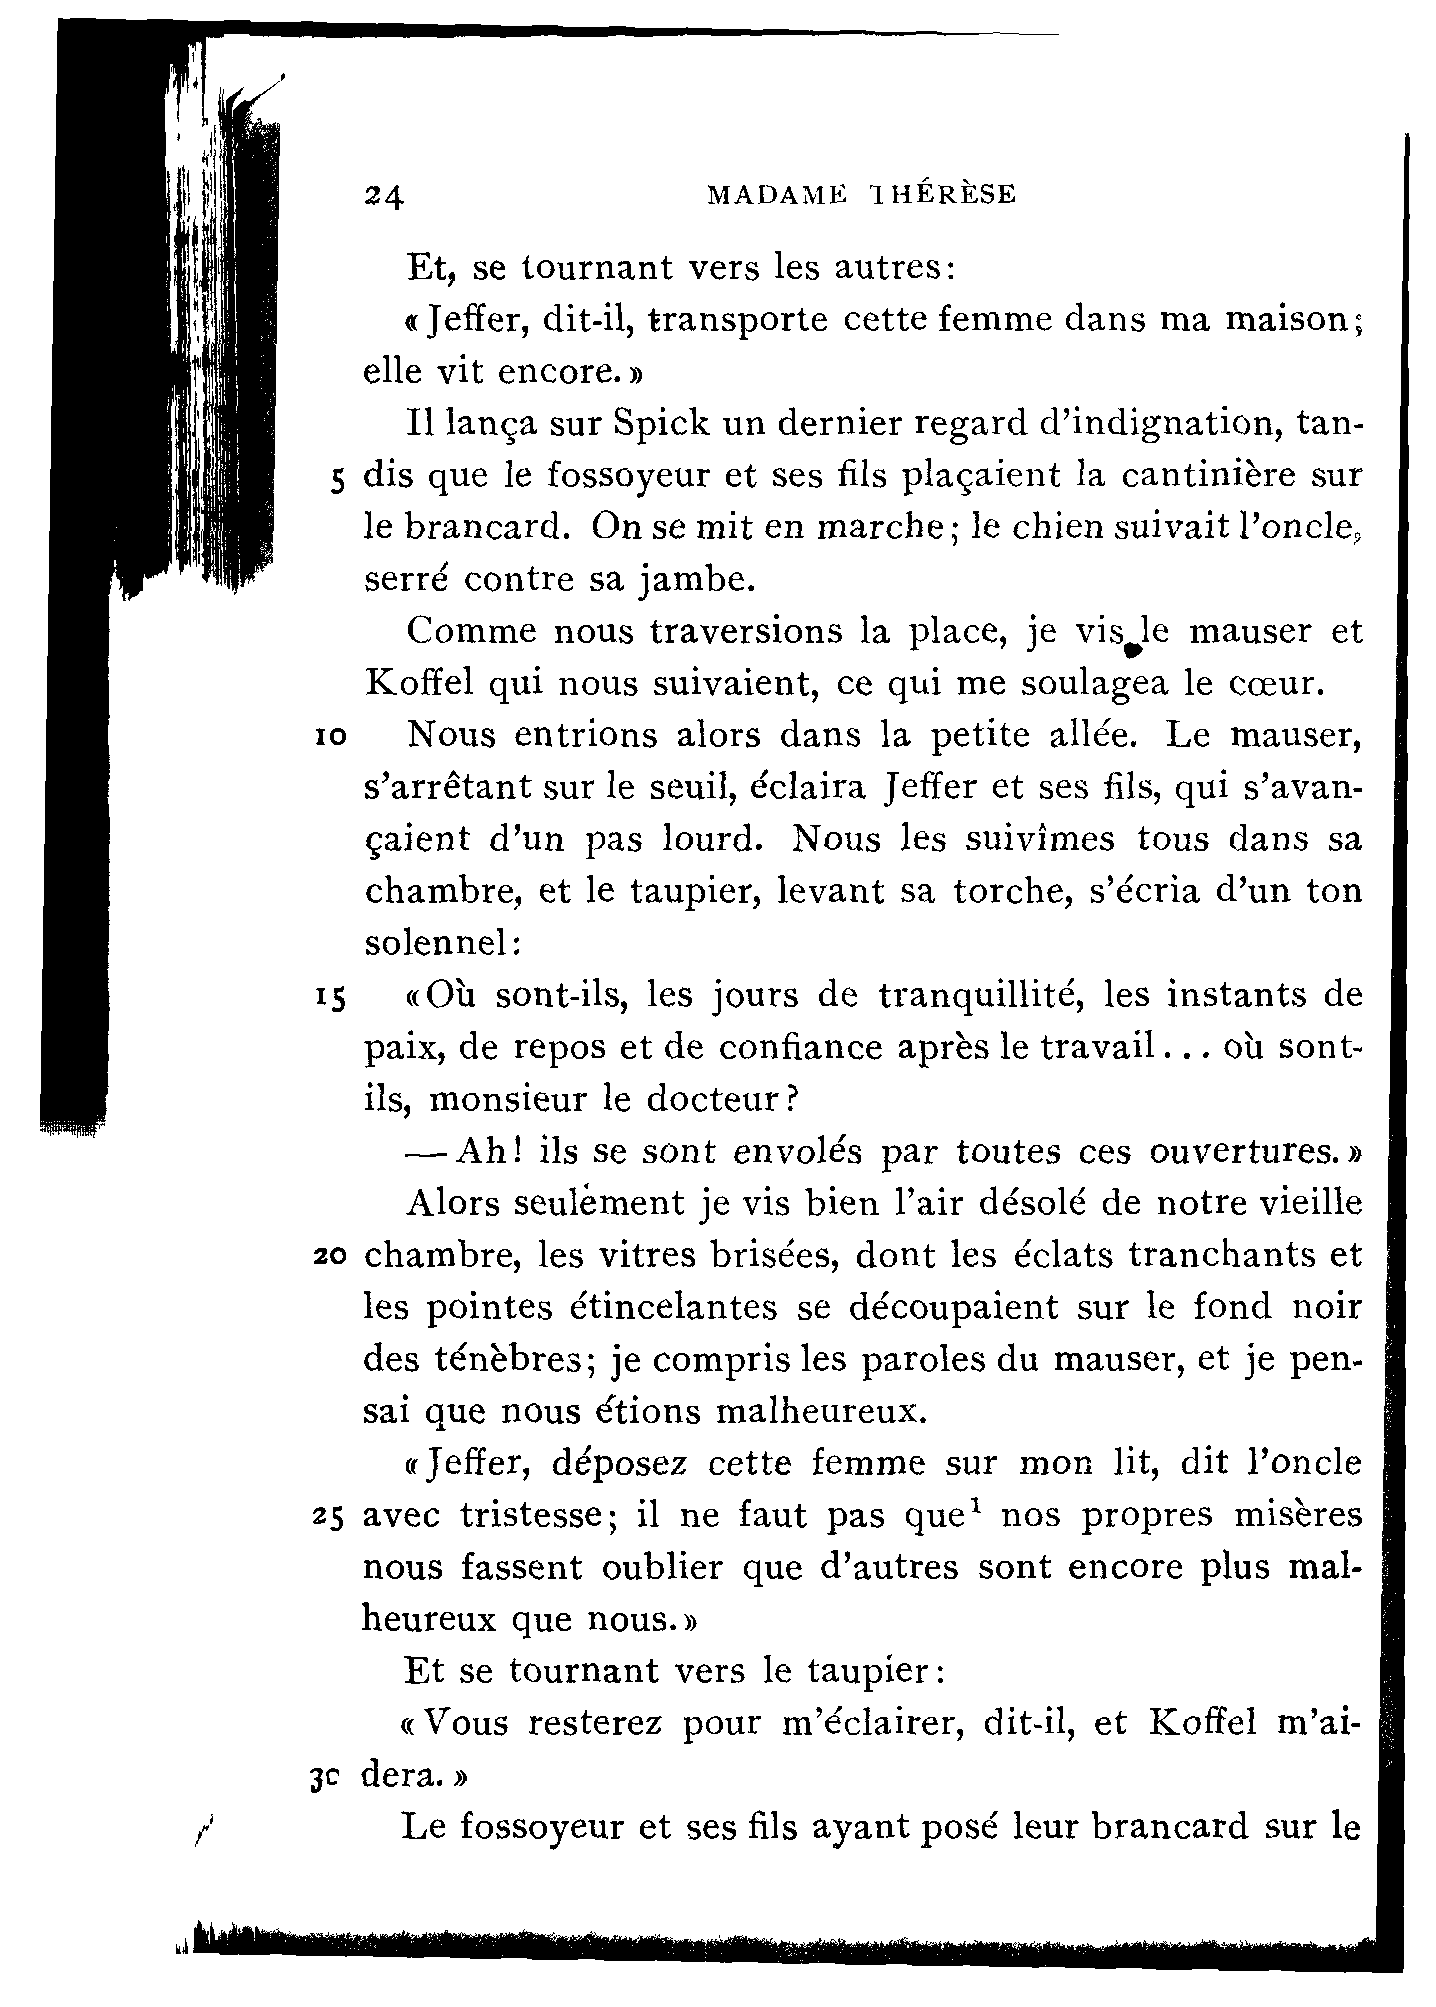 24 MADAME THÉRÈSE
Et, se tournant vers les autres:
«Jeffer, dit-il, transporte cette femme dans ma maison;
elle vit encore.»
Il lança sur Spick un dernier regard d'indignation, tan-
5 dis que le fossoyeur et ses fils plaçaient la cantinière sur
le brancard. On se mit en marche; le chien suivait l'oncle,
serré contre sa jambe.
Comme nous traversions la place, je vis le mauser et
Koffel qui nous suivaient, ce qui me soulagea le cœur.
10 Nous entrions alors dans la petite allée. Le mauser,
s'arrêtant sur le seuil, éclaira Jeffer et ses fils, qui s'avan-
çaient d'un pas lourd. Nous les suivîmes tous dans sa
chambre, et le taupier, levant sa torche, s'écria d'un ton
solennel:
15 «Où sont-ils, les jours de tranquillité, les instants de
paix, de repos et de confiance après le travail... où sont-
ils, monsieur le docteur?
— Ah! ils se sont envolés par toutes ces ouvertures.»
Alors seulement je vis bien l'air désolé de notre vieille
20 chambre, les vitres brisées, dont les éclats tranchants et
les pointes étincelantes se découpaient sur le fond noir
des ténèbres; je compris les paroles du mauser, et je pen-
sai que nous étions malheureux.
«Jeffer, déposez cette femme sur mon lit, dit l'oncle
25 avec tristesse; il ne faut pas que¹ nos propres misères
nous fassent oublier que d'autres sont encore plus mal-
heureux que nous.»
Et se tournant vers le taupier:
«Vous resterez pour m'éclairer, dit-il, et Koffel m'ai-
30 dera.»
Le fossoyeur et ses fils ayant posé leur brancard sur le